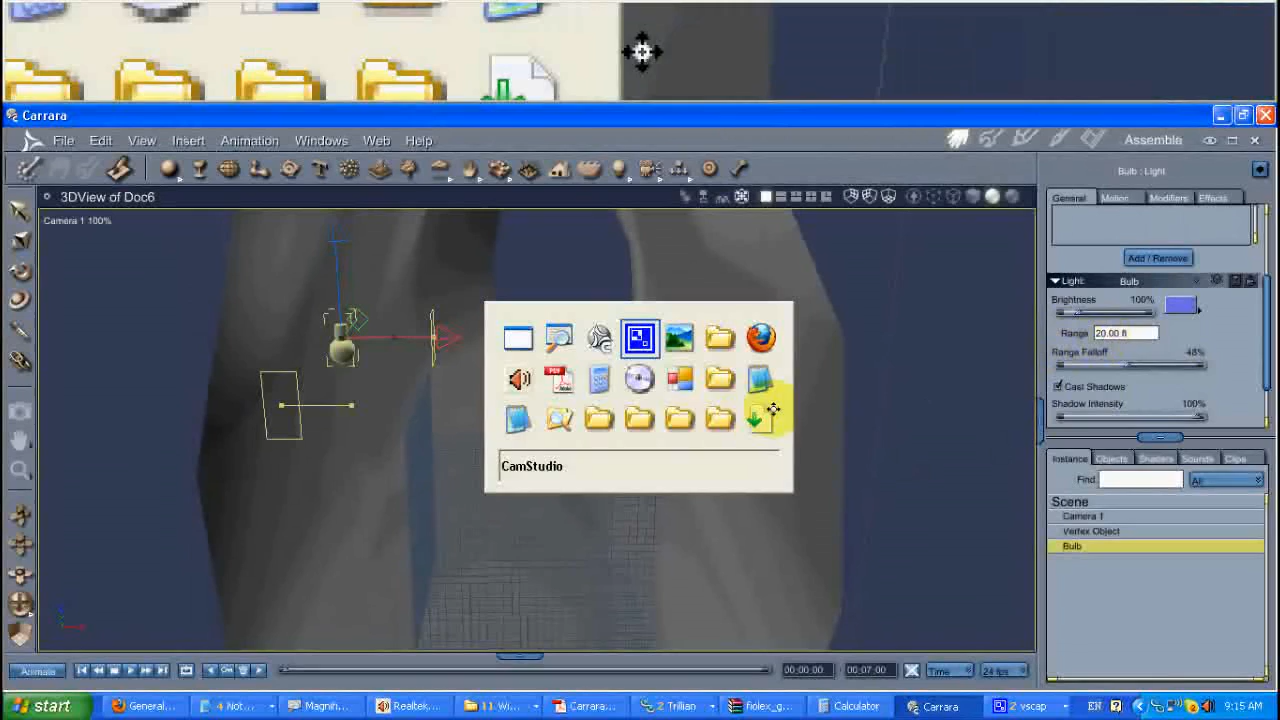 Carrara
File Edit View Insert Animation Windows Web Help
Assemble
3DView of Doc6
Camera 1 100%
Bulb : Light
General Motion Modifiers Effects
Add / Remove
Light: Bulb
Brightness 100%
Range 20.00 ft
Range Falloff 48%
Cast Shadows
Shadow Intensity 100%
CamStudio
Instance Objects Shaders Sounds Clips
Find: All
Scene
Camera 1
Vertex Object
Bulb
Animate 00:00:00 00:07:00 Time 24 fps
start General... 4 Not... Magnifi... Realtek... 11 Wi... Carrara... 2 Trillian fiolex_g... Calculator Carrara 2 vscap EN 9:15 AM